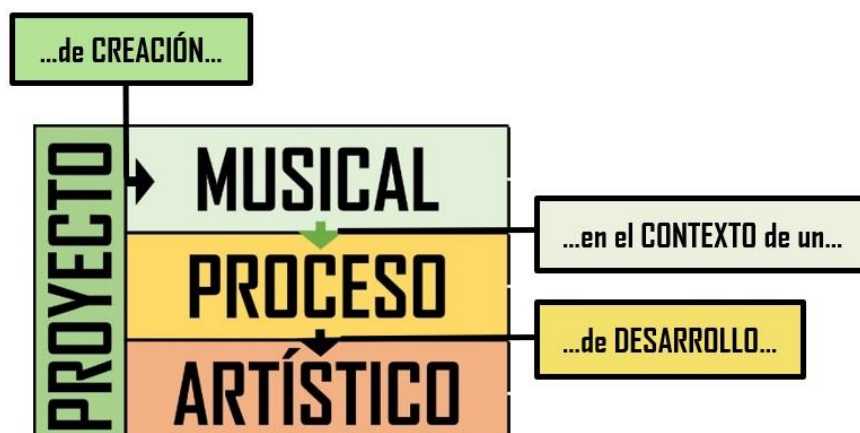 ...de CREACIÓN...
PROYECTO
MUSICAL
...en el CONTEXTO de un...
PROCESO
...de DESARROLLO...
ARTÍSTICO